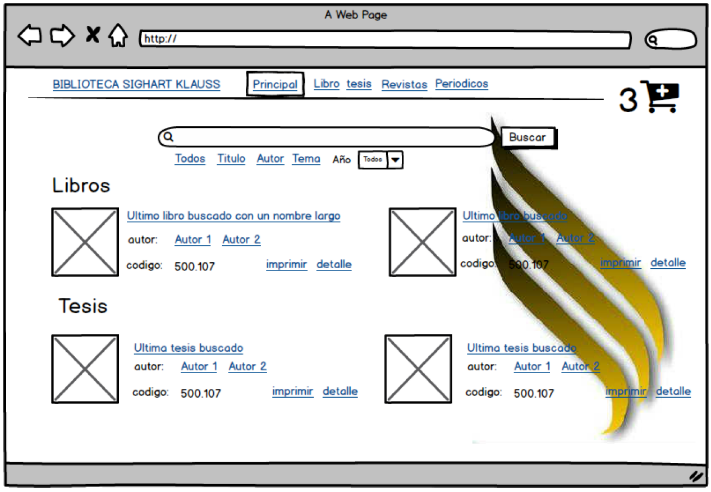 A Web Page
http://
BIBLIOTECA SIGHART KLAUSS Principal Libro tesis Revistas Periodicos
3
Buscar
Todos Titulo Autor Tema Año Todos
Libros
Ultimo libro buscado con un nombre largo Ultimo libro buscado
autor: Autor 1 Autor 2 autor: Autor 1 Autor 2
codigo: 500.107 imprimir detalle codigo: 500.107 imprimir detalle
Tesis
Ultima tesis buscado Ultima tesis buscado
autor: Autor 1 Autor 2 autor: Autor 1 Autor 2
codigo: 500.107 imprimir detalle codigo: 500.107 imprimir detalle